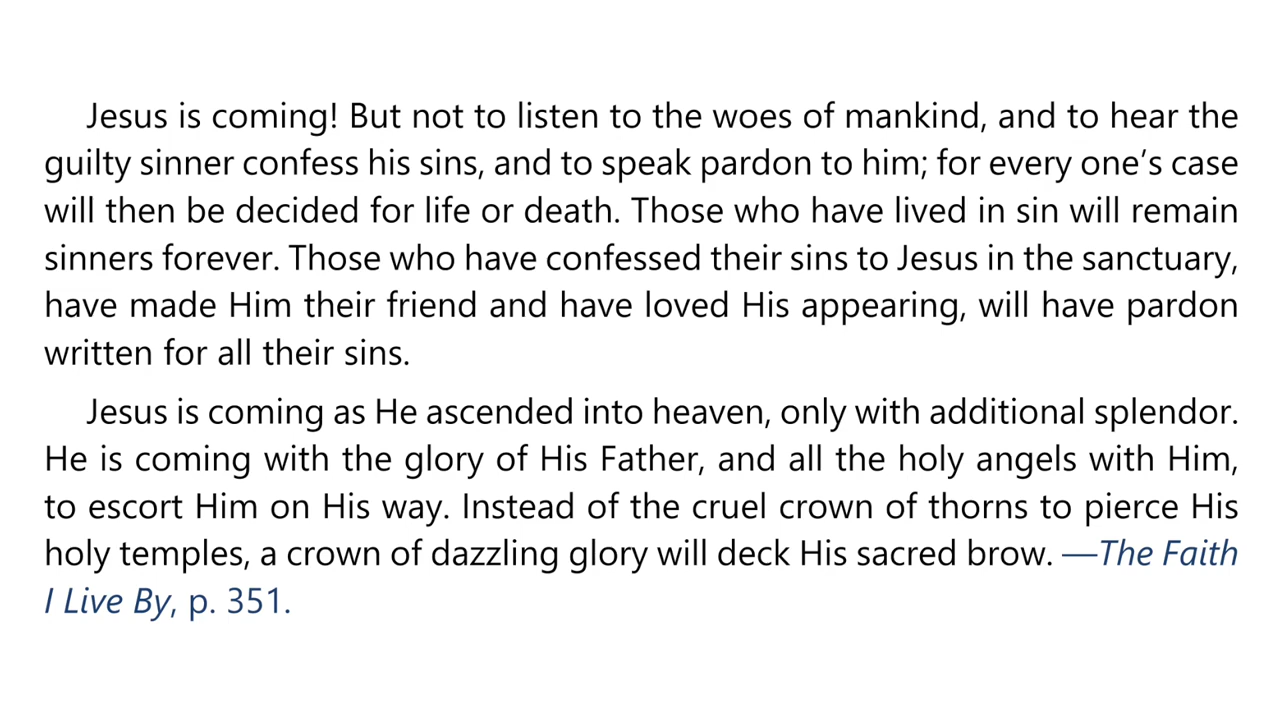 Jesus is coming! But not to listen to the woes of mankind, and to hear the
guilty sinner confess his sins, and to speak pardon to him; for every one’s case
will then be decided for life or death. Those who have lived in sin will remain
sinners forever. Those who have confessed their sins to Jesus in the sanctuary,
have made Him their friend and have loved His appearing, will have pardon
written for all their sins.
Jesus is coming as He ascended into heaven, only with additional splendor.
He is coming with the glory of His Father, and all the holy angels with Him,
to escort Him on His way. Instead of the cruel crown of thorns to pierce His
holy temples, a crown of dazzling glory will deck His sacred brow. —The Faith
I Live By, p. 351.